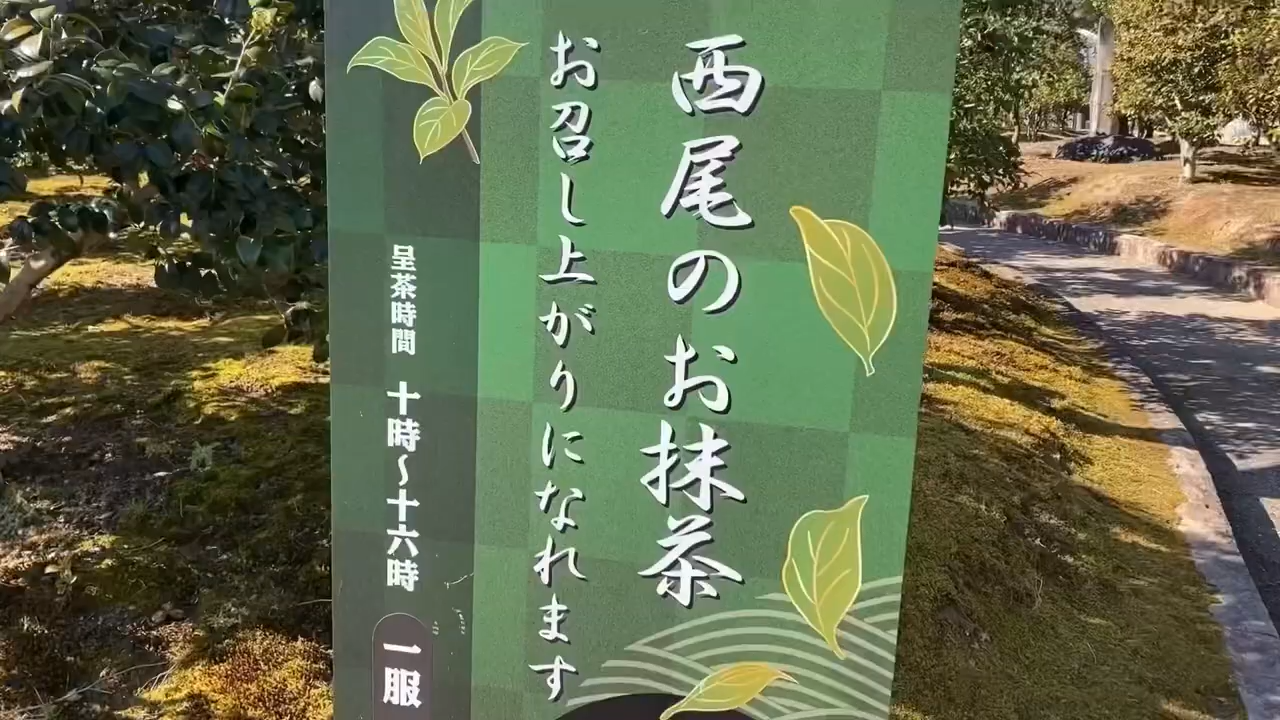 西尾のお抹茶
お召し上がりになれます
呈茶時間 十時〜十六時
一服